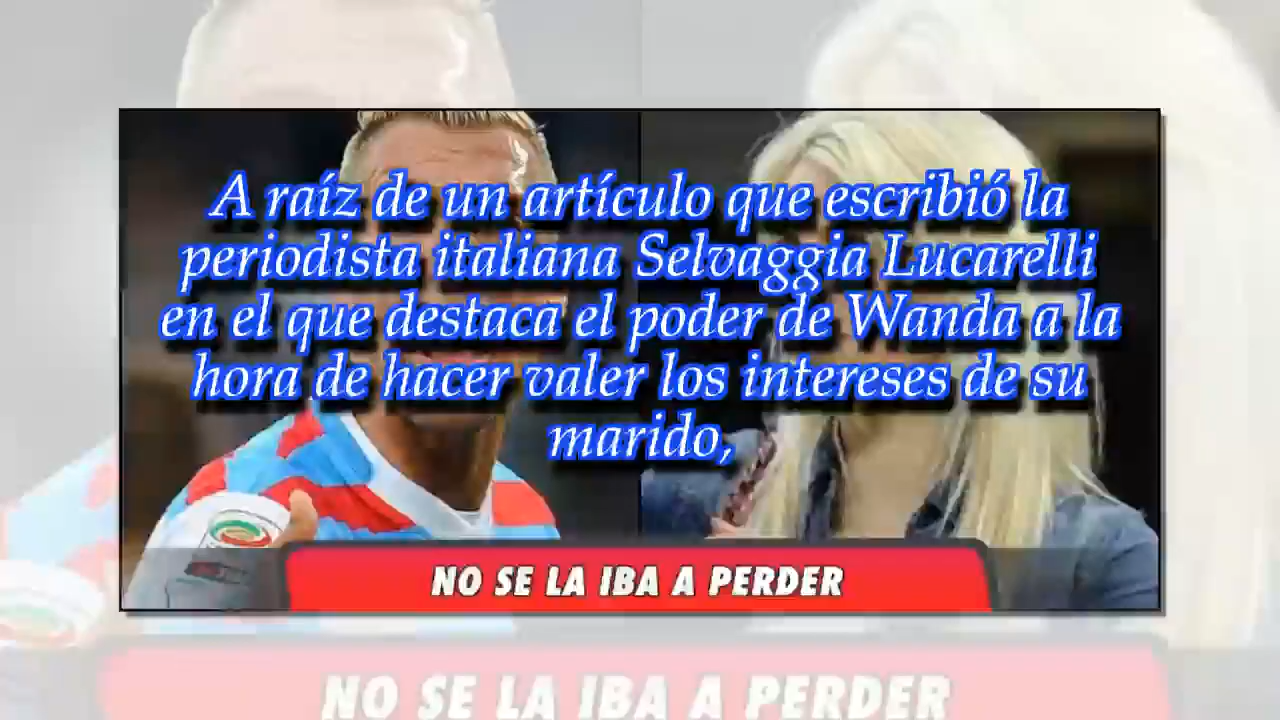 A raíz de un artículo que escribió la
periodista italiana Selvaggia Lucarelli
en el que destaca el poder de Wanda a la
hora de hacer valer los intereses de su
marido,
NO SE LA IBA A PERDER
NO SE LA IBA A PERDER